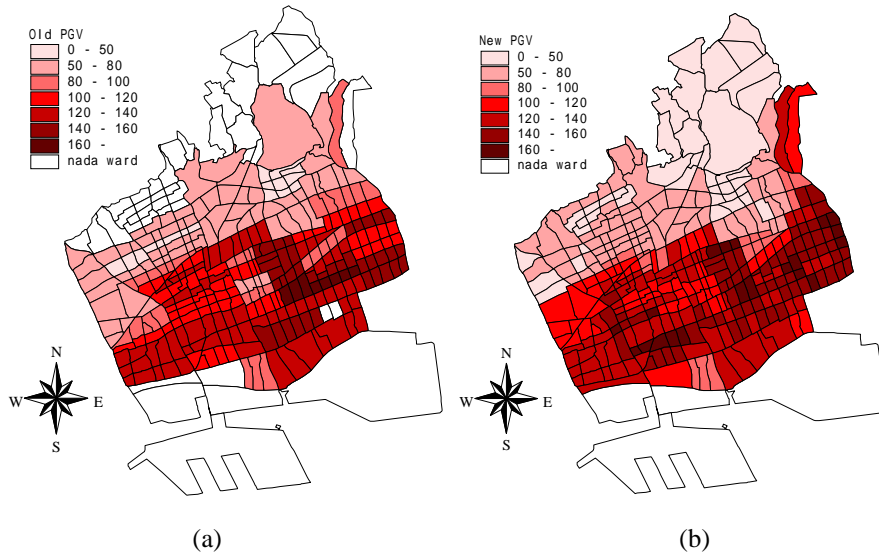 Old PGV
0 - 50
50 - 80
80 - 100
100 - 120
120 - 140
140 - 160
160 -
nada ward
N
W
E
S
(a)
New PGV
0 - 50
50 - 80
80 - 100
100 - 120
120 - 140
140 - 160
160 -
nada ward
N
W
E
S
(b)